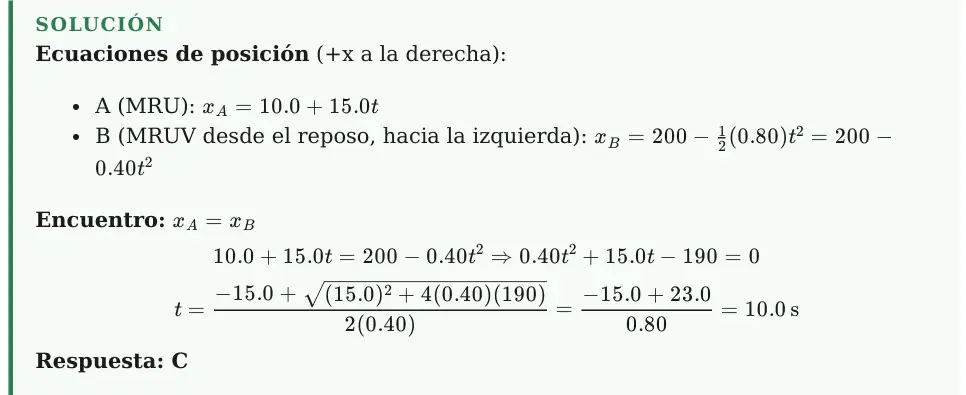 SOLUCIÓN
Ecuaciones de posición (+x a la derecha):
• A (MRU): x_A = 10.0 + 15.0t
• B (MRUV desde el reposo, hacia la izquierda): x_B = 200 − ½(0.80)t² = 200 −
0.40t²
Encuentro: x_A = x_B
10.0 + 15.0t = 200 − 0.40t² ⇒ 0.40t² + 15.0t − 190 = 0
t = (−15.0 + √((15.0)² + 4(0.40)(190))) / (2(0.40)) = (−15.0 + 23.0) / 0.80 = 10.0 s
Respuesta: C